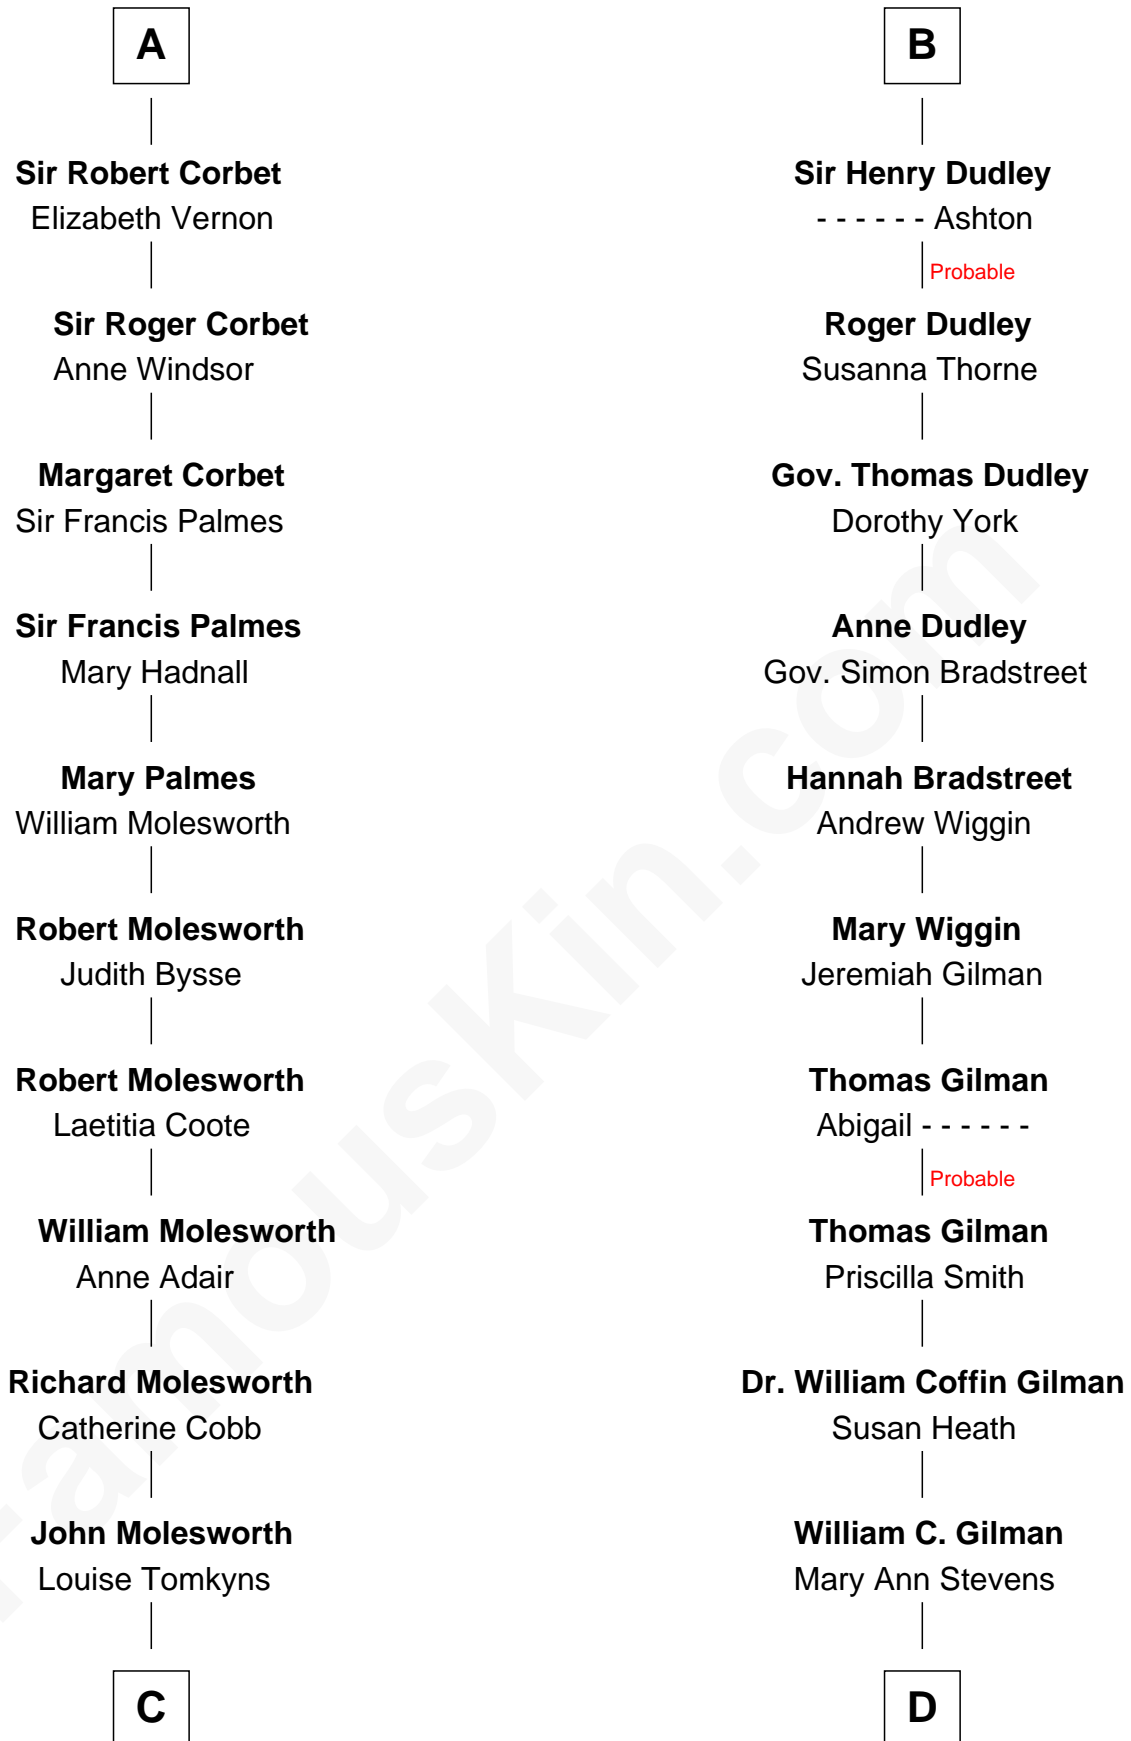 A
Sir Robert Corbet
Elizabeth Vernon
Sir Roger Corbet
Anne Windsor
Margaret Corbet
Sir Francis Palmes
Sir Francis Palmes
Mary Hadnall
Mary Palmes
William Molesworth
Robert Molesworth
Judith Bysse
Robert Molesworth
Laetitia Coote
William Molesworth
Anne Adair
Richard Molesworth
Catherine Cobb
John Molesworth
Louise Tomkyns
C
B
Sir Henry Dudley
- - - - - - Ashton
Probable
Roger Dudley
Susanna Thorne
Gov. Thomas Dudley
Dorothy York
Anne Dudley
Gov. Simon Bradstreet
Hannah Bradstreet
Andrew Wiggin
Mary Wiggin
Jeremiah Gilman
Thomas Gilman
Abigail - - - - - -
Probable
Thomas Gilman
Priscilla Smith
Dr. William Coffin Gilman
Susan Heath
William C. Gilman
Mary Ann Stevens
D
FamousKin.com